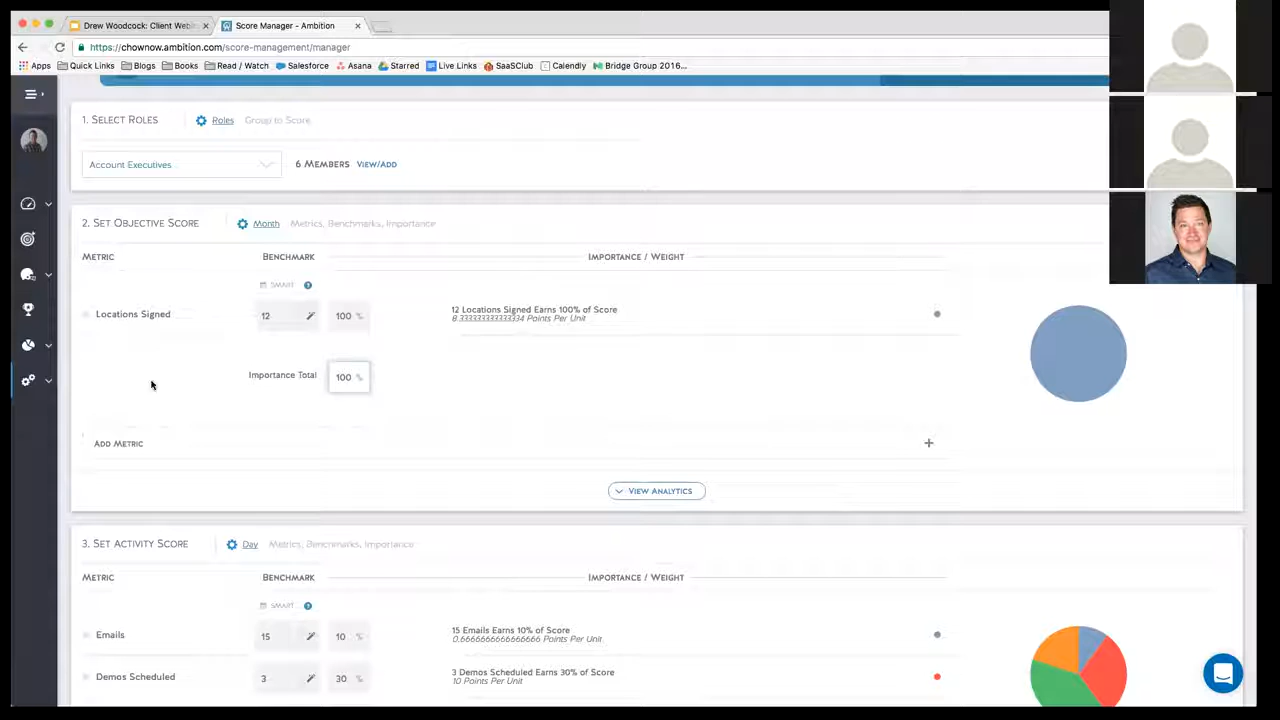 Drew Woodcock: Client Webi
Score Manager - Ambition
https://chownow.ambition.com/score-management/manager
Apps Quick Links Blogs Books Read / Watch Salesforce Asana Starred Live Links SaaSClub Calendly Bridge Group 2016...
1. SELECT ROLES Roles Group to Score
Account Executives 6 MEMBERS VIEW/ADD
2. SET OBJECTIVE SCORE Month Metrics, Benchmarks, Importance
METRIC BENCHMARK IMPORTANCE / WEIGHT
SMART ?
Locations Signed 12 100 % 12 Locations Signed Earns 100% of Score
8.333333333333334 Points Per Unit
Importance Total 100 %
ADD METRIC +
VIEW ANALYTICS
3. SET ACTIVITY SCORE Day Metrics, Benchmarks, Importance
METRIC BENCHMARK IMPORTANCE / WEIGHT
SMART ?
Emails 15 10 % 15 Emails Earns 10% of Score
0.6666666666666666 Points Per Unit
Demos Scheduled 3 30 % 3 Demos Scheduled Earns 30% of Score
10 Points Per Unit